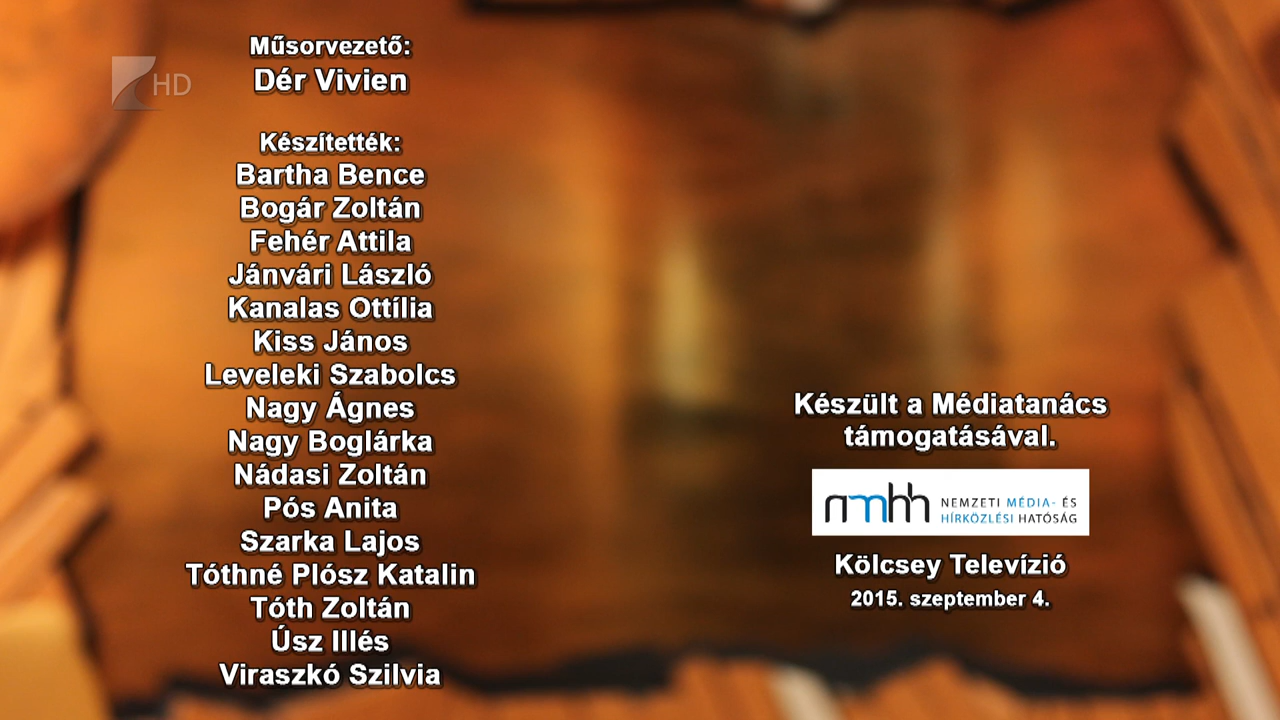 HD
Műsorvezető:
Dér Vivien
Készítették:
Bartha Bence
Bogár Zoltán
Fehér Attila
Jánvári László
Kanalas Ottília
Kiss János
Leveleki Szabolcs
Nagy Ágnes
Nagy Boglárka
Nádasi Zoltán
Pós Anita
Szarka Lajos
Tóthné Plósz Katalin
Tóth Zoltán
Úsz Illés
Viraszkó Szilvia
Készült a Médiatanács
támogatásával.
nmhh
NEMZETI MÉDIA- ÉS
HÍRKÖZLÉSI HATÓSÁG
Kölcsey Televízió
2015. szeptember 4.